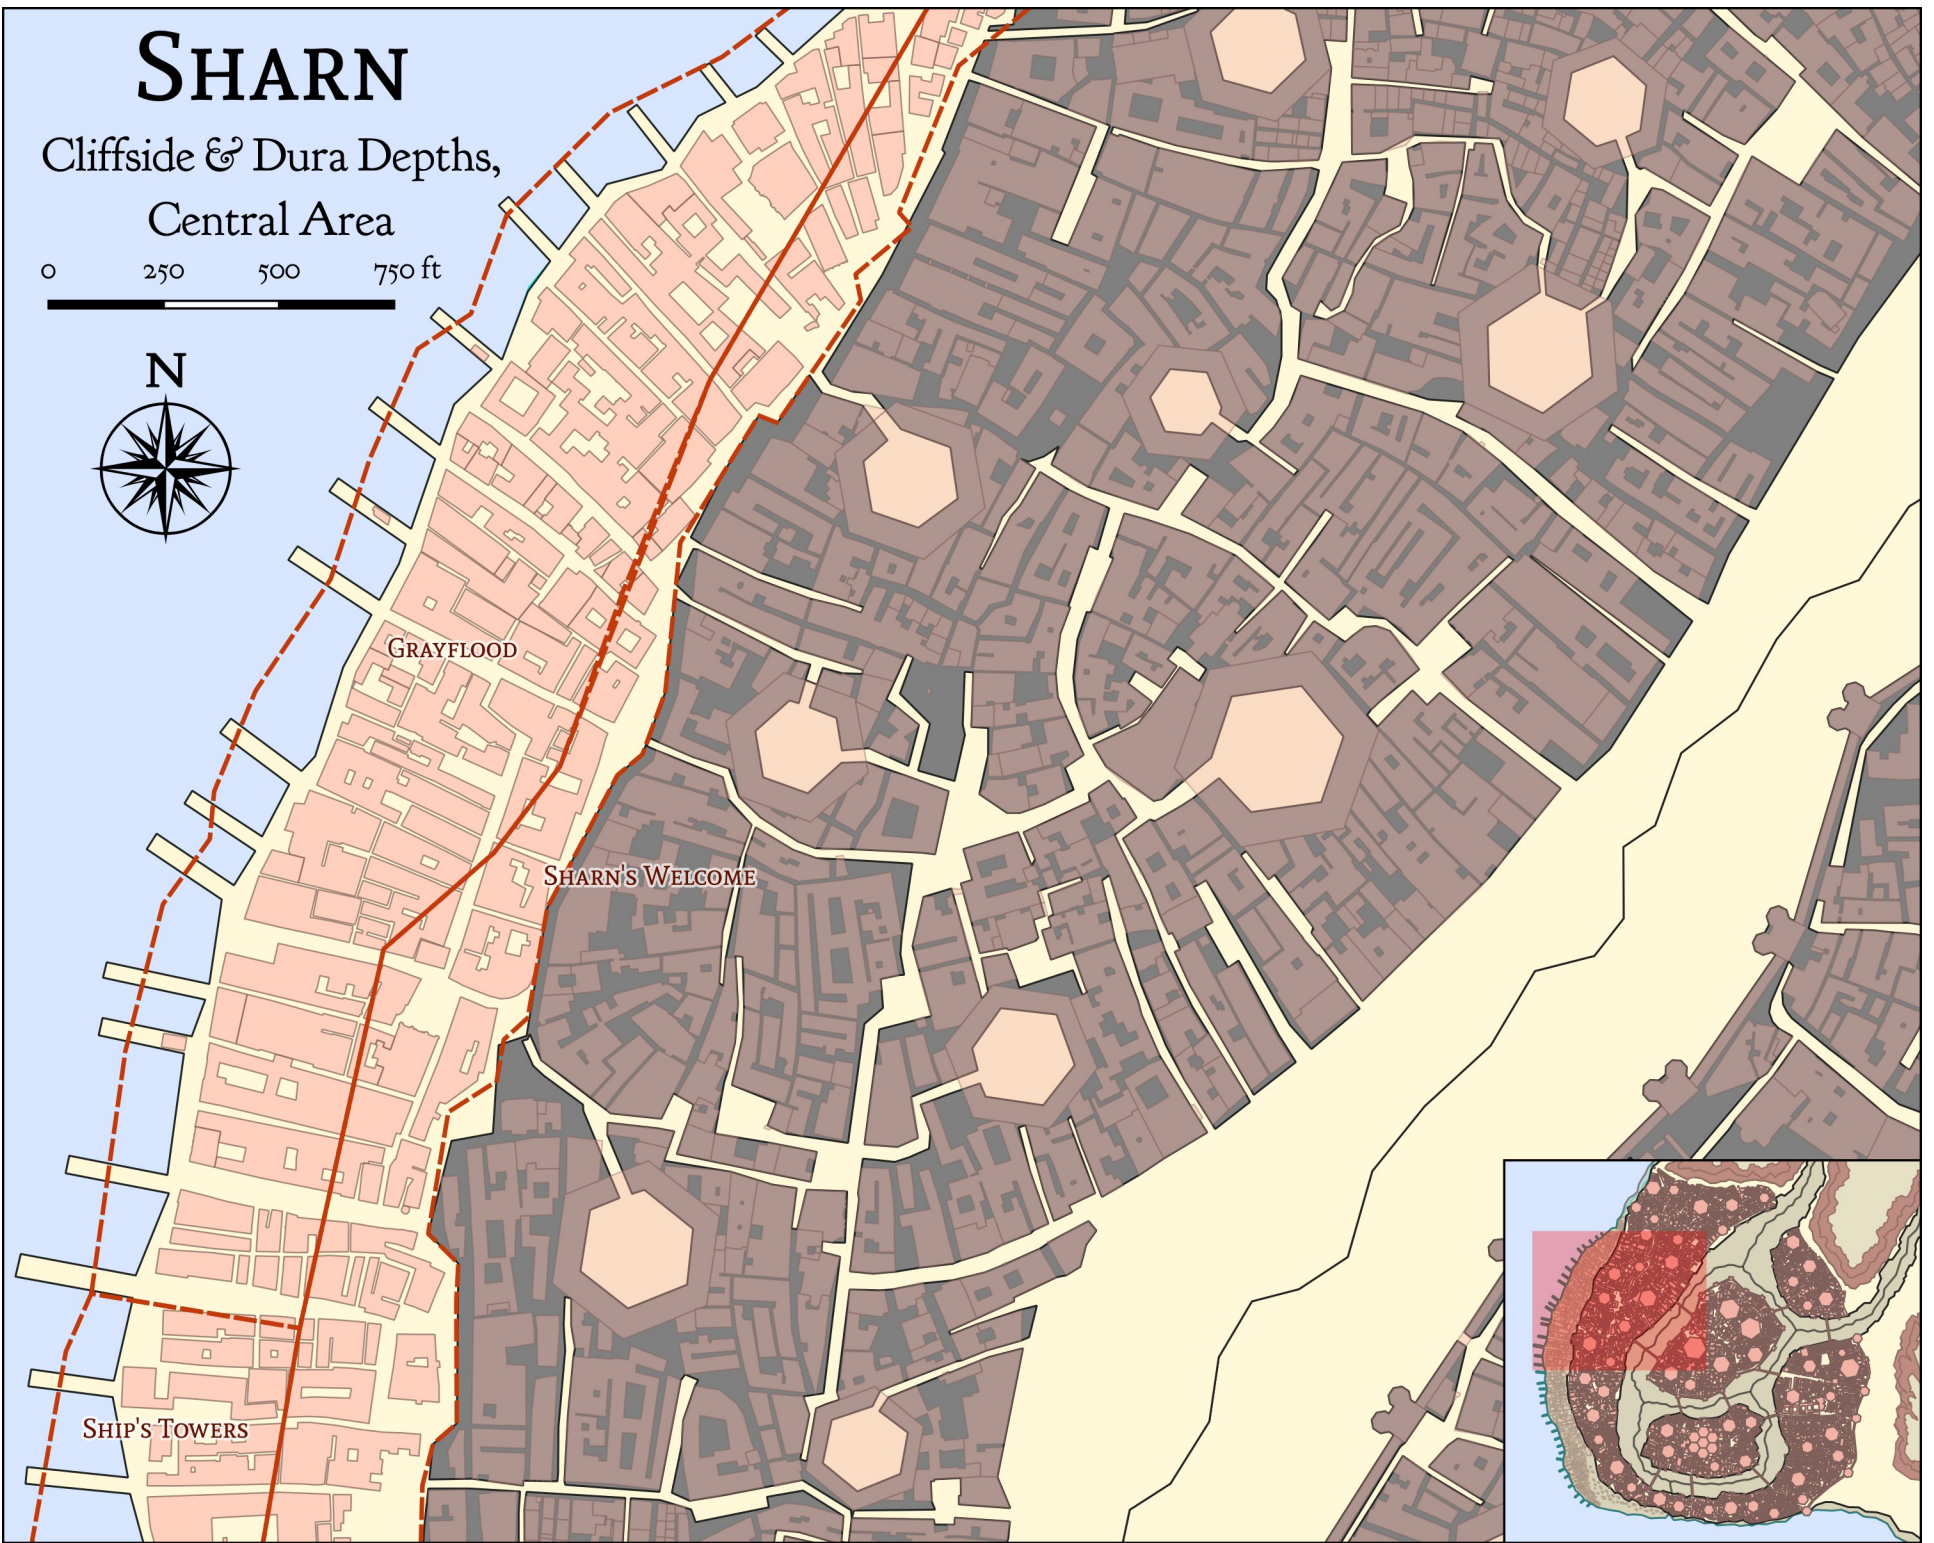 Sharn
Cliffside & Dura Depths,
Central Area
0 250 500 750 ft
N
Grayflood
Sharn's Welcome
Ship's Towers